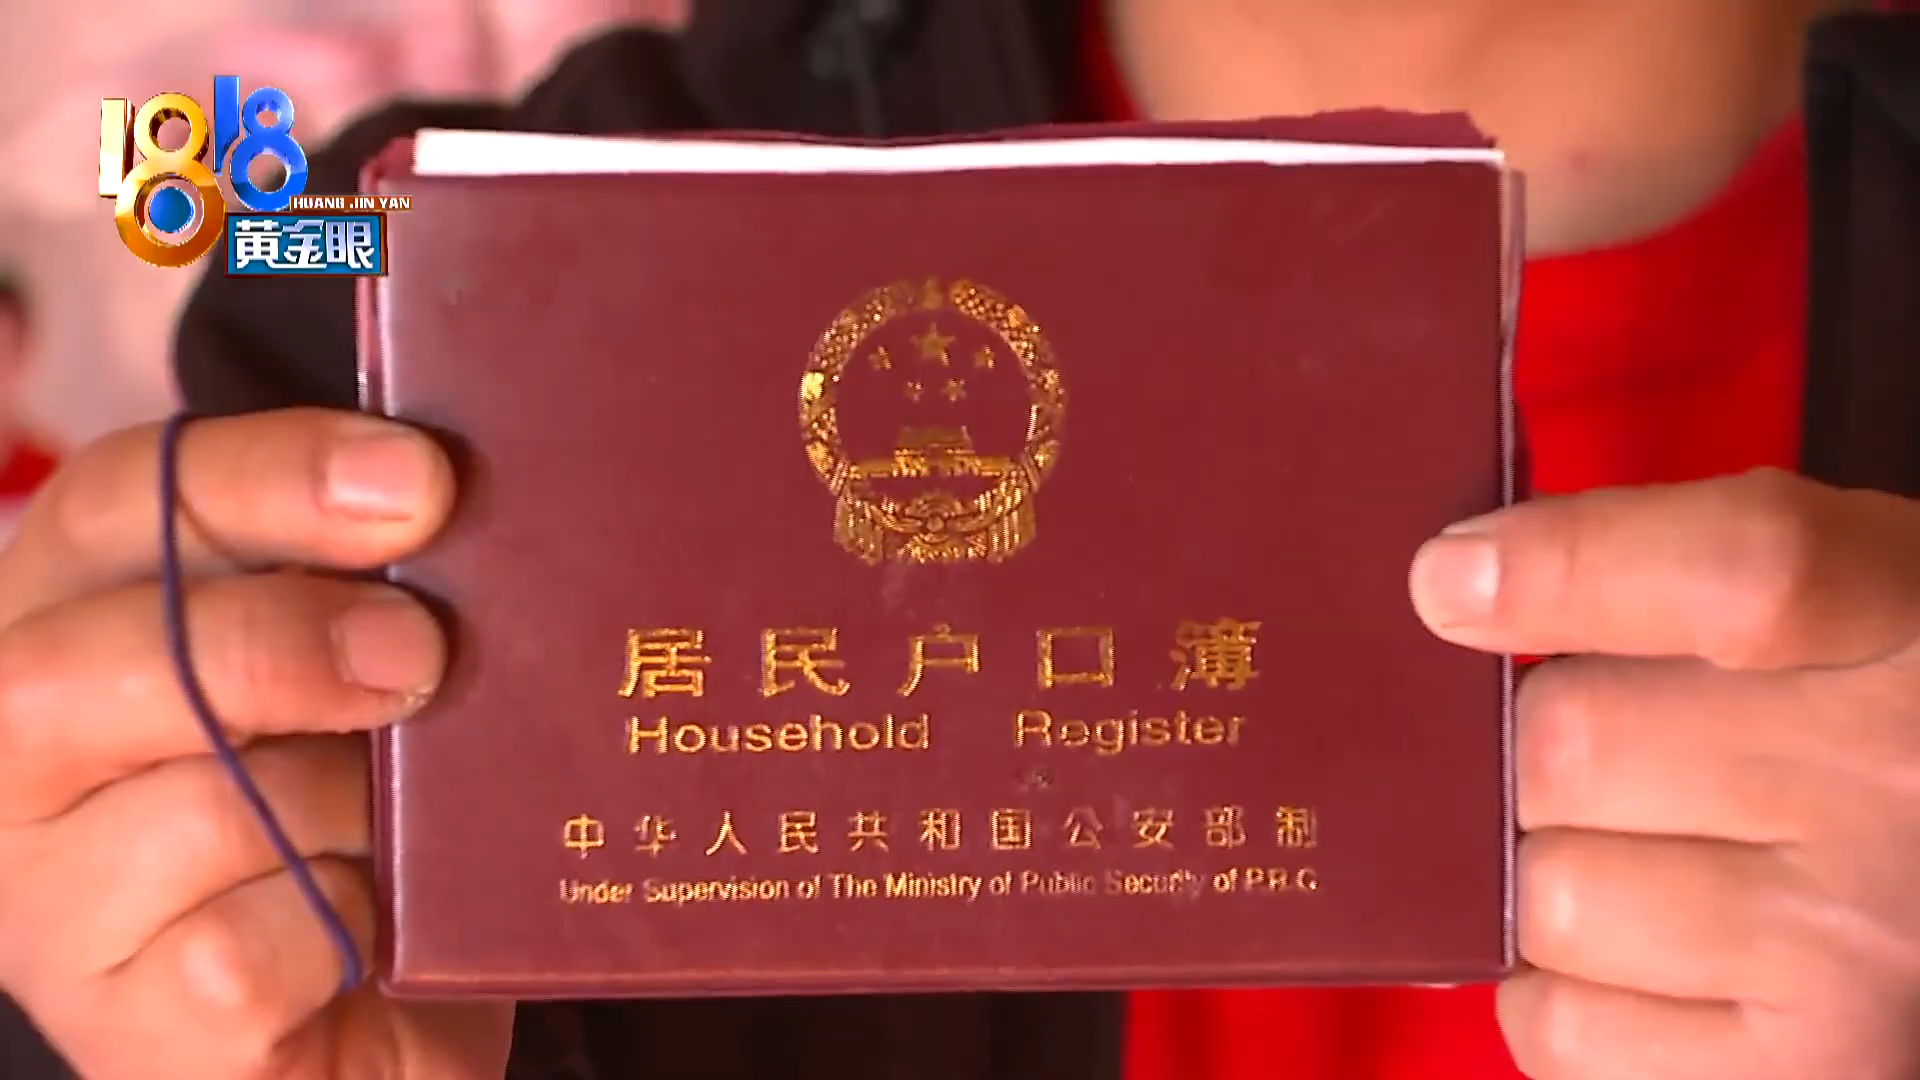 1818
HUANG JIN YAN
黄金眼
居民户口簿
Household Register
中华人民共和国公安部制
Under Supervision of The Ministry of Public Security of P.R.C